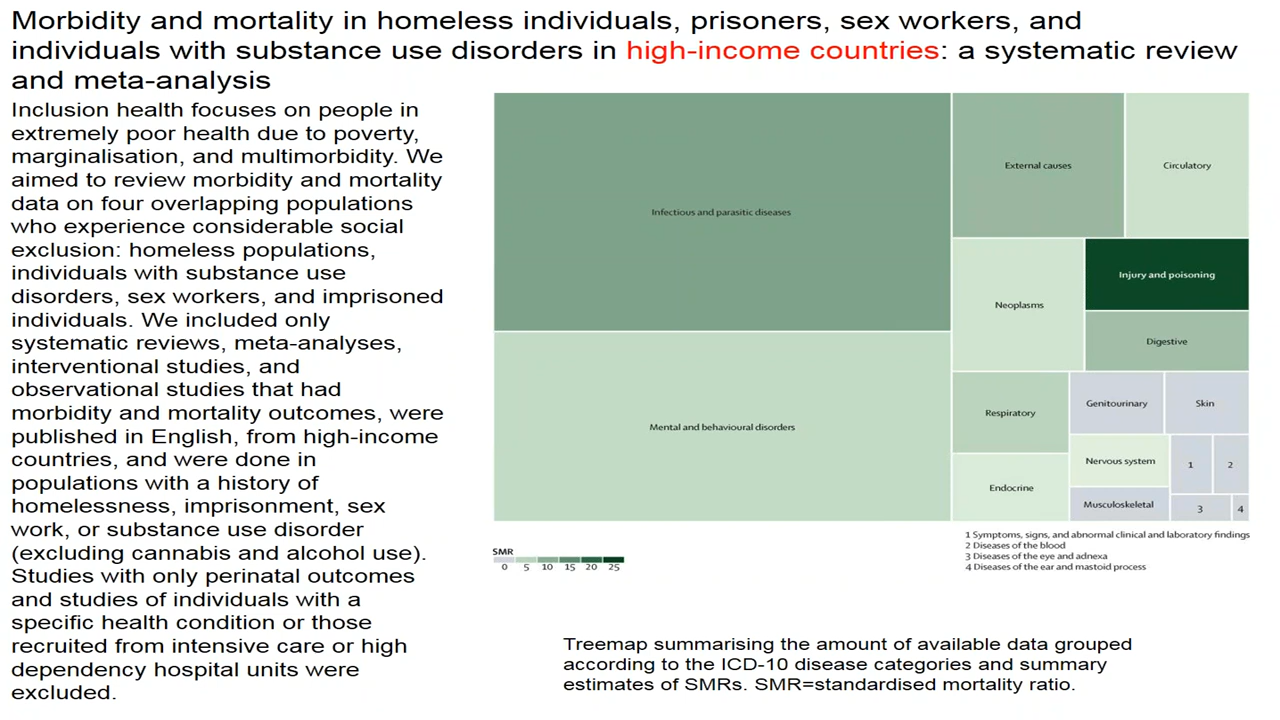 Morbidity and mortality in homeless individuals, prisoners, sex workers, and
individuals with substance use disorders in high-income countries: a systematic review
and meta-analysis
Inclusion health focuses on people in
extremely poor health due to poverty,
marginalisation, and multimorbidity. We
aimed to review morbidity and mortality
data on four overlapping populations
who experience considerable social
exclusion: homeless populations,
individuals with substance use
disorders, sex workers, and imprisoned
individuals. We included only
systematic reviews, meta-analyses,
interventional studies, and
observational studies that had
morbidity and mortality outcomes, were
published in English, from high-income
countries, and were done in
populations with a history of
homelessness, imprisonment, sex
work, or substance use disorder
(excluding cannabis and alcohol use).
Studies with only perinatal outcomes
and studies of individuals with a
specific health condition or those
recruited from intensive care or high
dependency hospital units were
excluded.
Infectious and parasitic diseases
Mental and behavioural disorders
External causes
Circulatory
Neoplasms
Injury and poisoning
Digestive
Respiratory
Genitourinary
Skin
Endocrine
Nervous system
1
2
Musculoskeletal
3
4
SMR
0 5 10 15 20 25
1 Symptoms, signs, and abnormal clinical and laboratory findings
2 Diseases of the blood
3 Diseases of the eye and adnexa
4 Diseases of the ear and mastoid process
Treemap summarising the amount of available data grouped
according to the ICD-10 disease categories and summary
estimates of SMRs. SMR=standardised mortality ratio.